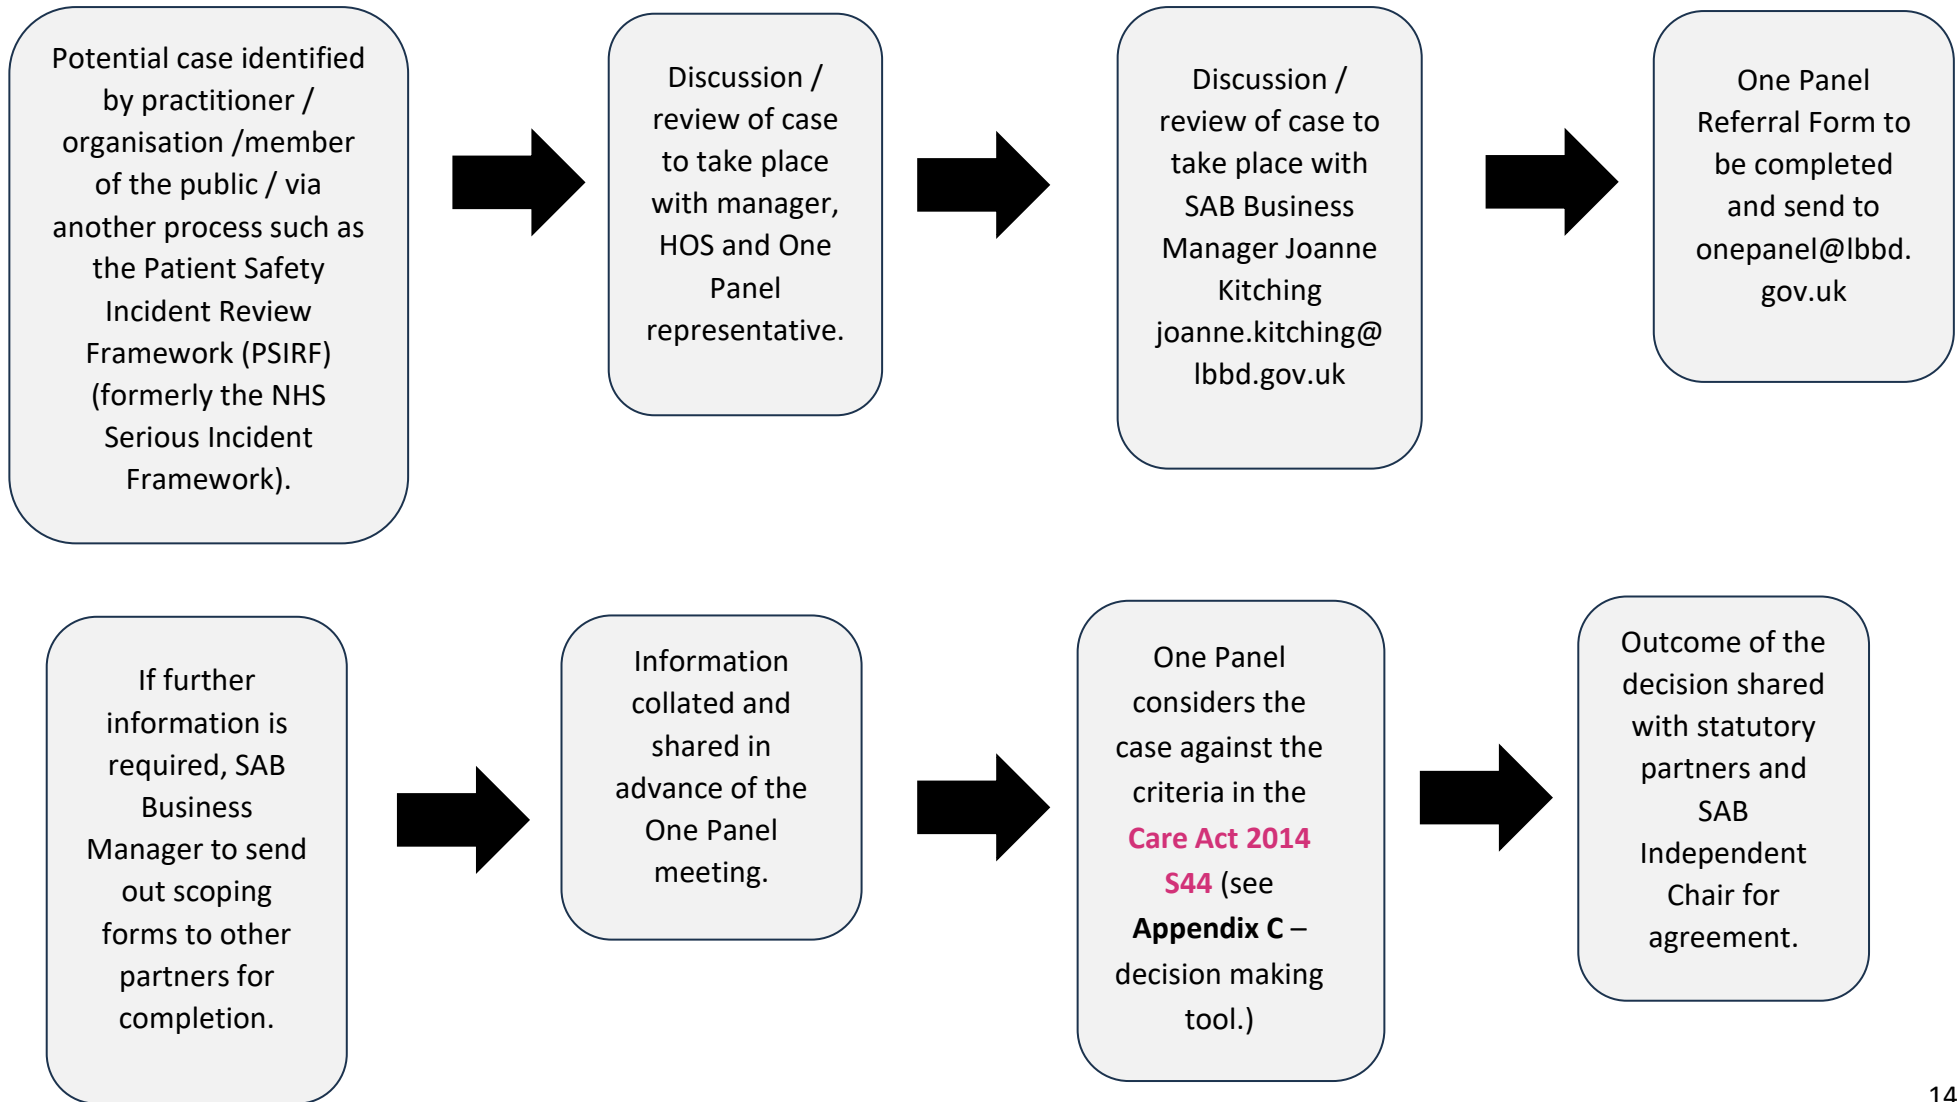 Potential case identified
by practitioner /
organisation /member
of the public / via
another process such as
the Patient Safety
Incident Review
Framework (PSIRF)
(formerly the NHS
Serious Incident
Framework).
Discussion /
review of case
to take place
with manager,
HOS and One
Panel
representative.
Discussion /
review of case to
take place with
SAB Business
Manager Joanne
Kitching
joanne.kitching@
lbbd.gov.uk
One Panel
Referral Form to
be completed
and send to
onepanel@lbbd.
gov.uk
If further
information is
required, SAB
Business
Manager to send
out scoping
forms to other
partners for
completion.
Information
collated and
shared in
advance of the
One Panel
meeting.
One Panel
considers the
case against the
criteria in the
Care Act 2014
S44 (see
Appendix C –
decision making
tool.)
Outcome of the
decision shared
with statutory
partners and
SAB
Independent
Chair for
agreement.
14